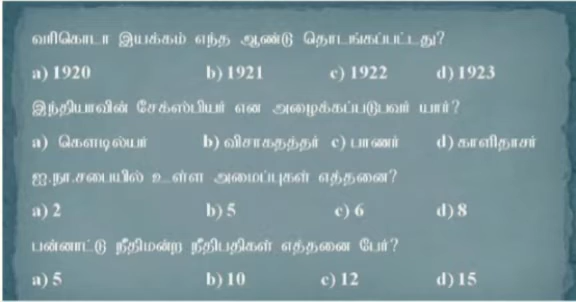 வரிகொடா இயக்கம் எந்த ஆண்டு தொடங்கப்பட்டது?
a) 1920 b) 1921 c) 1922 d) 1923
இந்தியாவின் சேக்ஸ்பியர் என அழைக்கப்படுபவர் யார்?
a) கௌடில்யர் b) விசாகதத்தர் c) பாணர் d) காளிதாசர்
ஐ.நா.சபையில் உள்ள அமைப்புகள் எத்தனை?
a) 2 b) 5 c) 6 d) 8
பன்னாட்டு நீதிமன்ற நீதிபதிகள் எத்தனை பேர்?
a) 5 b) 10 c) 12 d) 15